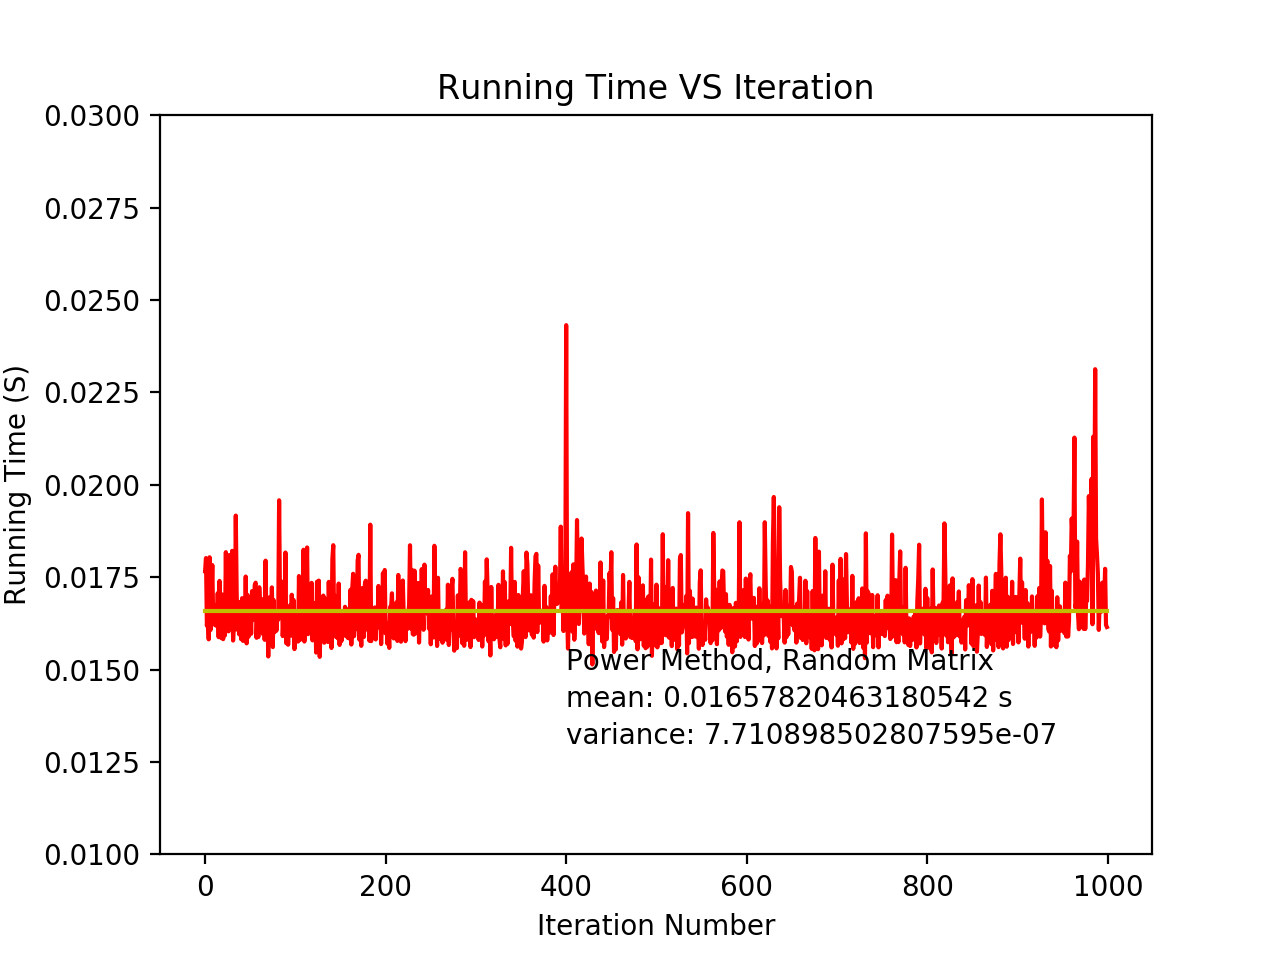 Running Time VS Iteration
0.0300
0.0275
0.0250
0.0225
0.0200
0.0175
0.0150
0.0125
0.0100
Running Time (S)
Power Method, Random Matrix
mean: 0.01657820463180542 s
variance: 7.710898502807595e-07
0 200 400 600 800 1000
Iteration Number